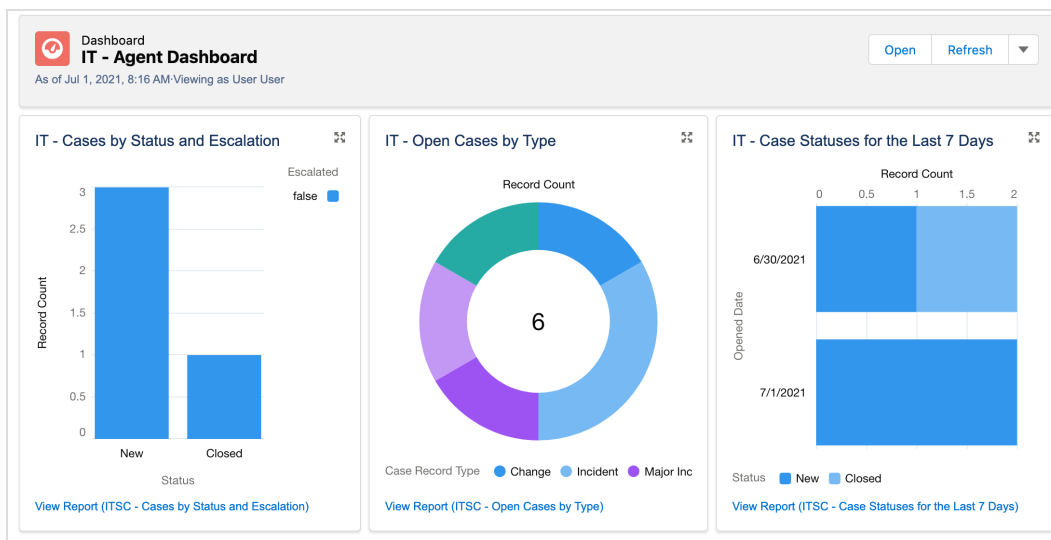 Dashboard
IT - Agent Dashboard
As of Jul 1, 2021, 8:16 AM·Viewing as User User
Open
Refresh
IT - Cases by Status and Escalation
Escalated
false
3
2.5
2
1.5
1
0.5
0
Record Count
New
Closed
Status
View Report (ITSC - Cases by Status and Escalation)
IT - Open Cases by Type
Record Count
6
Case Record Type
Change
Incident
Major Inc
View Report (ITSC - Open Cases by Type)
IT - Case Statuses for the Last 7 Days
Record Count
0 0.5 1 1.5 2
Opened Date
6/30/2021
7/1/2021
Status
New
Closed
View Report (ITSC - Case Statuses for the Last 7 Days)